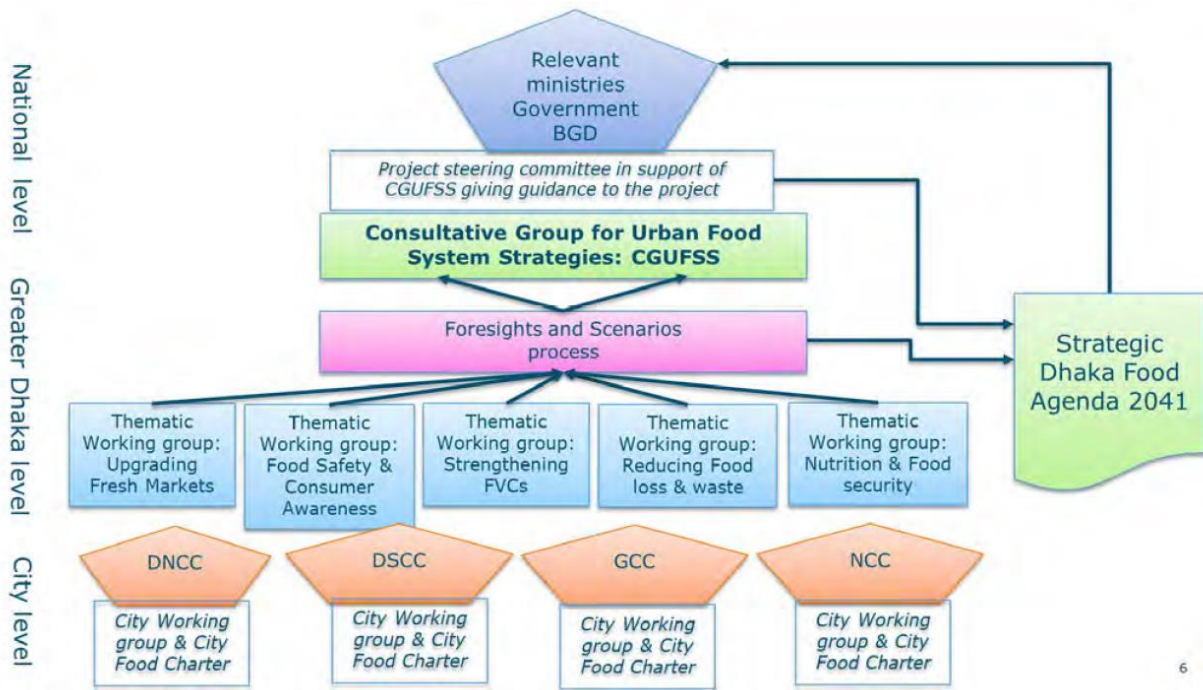 National level
Relevant
ministries
Government
BGD
Project steering committee in support of
CGUFSS giving guidance to the project
Consultative Group for Urban Food
System Strategies: CGUFSS
Greater Dhaka level
Foresights and Scenarios
process
Strategic
Dhaka Food
Agenda 2041
Thematic
Working group:
Upgrading
Fresh Markets
Thematic
Working group:
Food Safety &
Consumer
Awareness
Thematic
Working group:
Strengthening
FVCs
Thematic
Working group:
Reducing Food
loss & waste
Thematic
Working group:
Nutrition & Food
security
City level
DNCC
City Working
group & City
Food Charter
DSCC
City Working
group & City
Food Charter
GCC
City Working
group & City
Food Charter
NCC
City Working
group & City
Food Charter
6